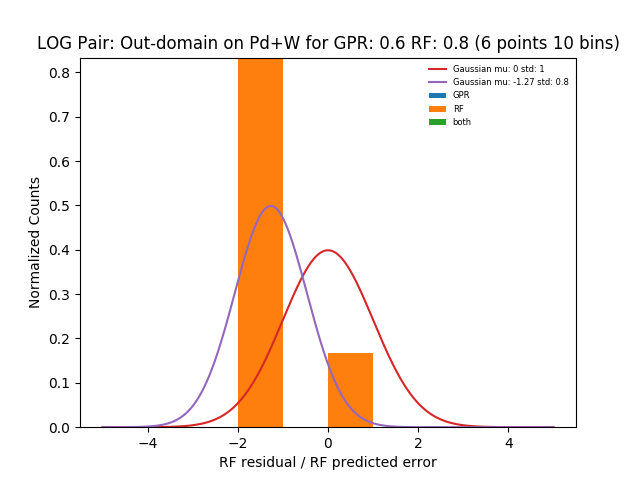 LOG Pair: Out-domain on Pd+W for GPR: 0.6 RF: 0.8 (6 points 10 bins)
Gaussian mu: 0 std: 1
Gaussian mu: -1.27 std: 0.8
GPR
RF
both
Normalized Counts
0.8
0.7
0.6
0.5
0.4
0.3
0.2
0.1
0.0
−4 −2 0 2 4
RF residual / RF predicted error